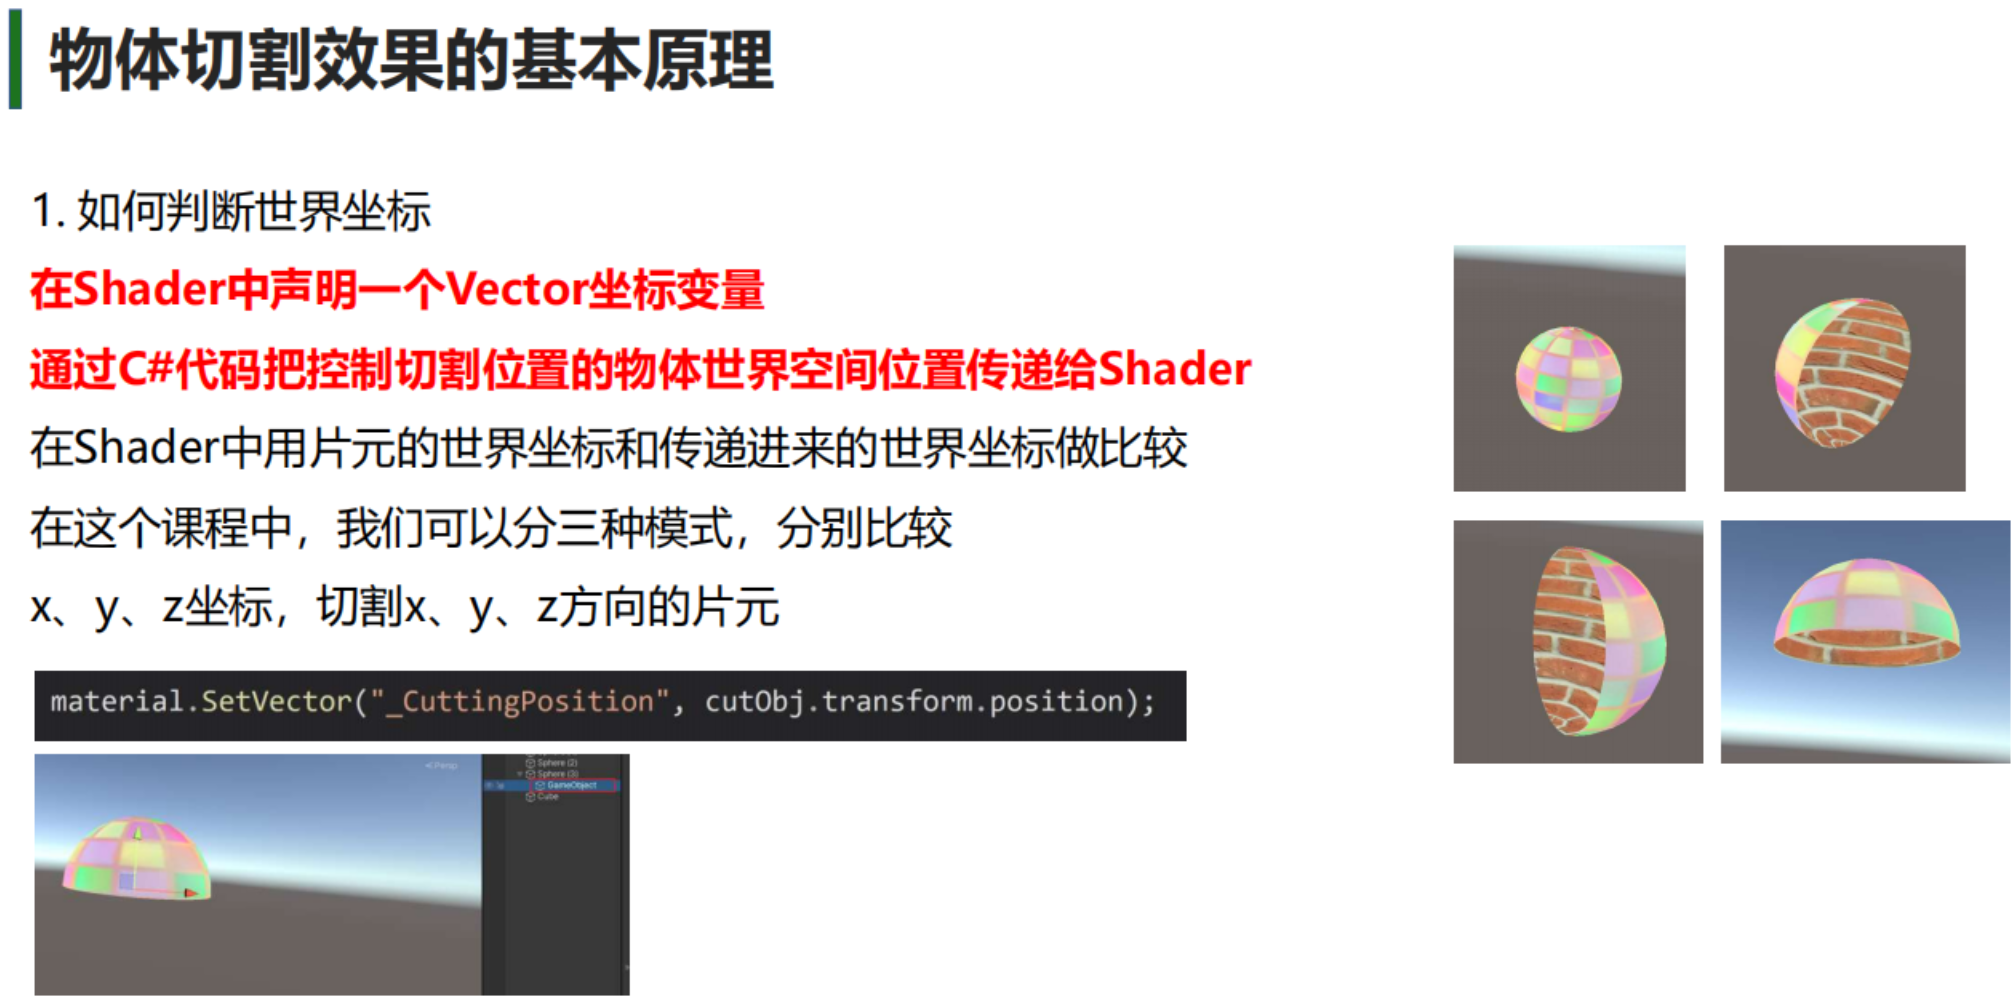 物体切割效果的基本原理
1. 如何判断世界坐标
在Shader中声明一个Vector坐标变量
通过C#代码把控制切割位置的物体世界空间位置传递给Shader
在Shader中用片元的世界坐标和传递进来的世界坐标做比较
在这个课程中，我们可以分三种模式，分别比较
x、y、z坐标，切割x、y、z方向的片元
material.SetVector("_CuttingPosition", cutObj.transform.position);
<Persp
Sphere (2)
Sphere (3)
GameObject
Cube